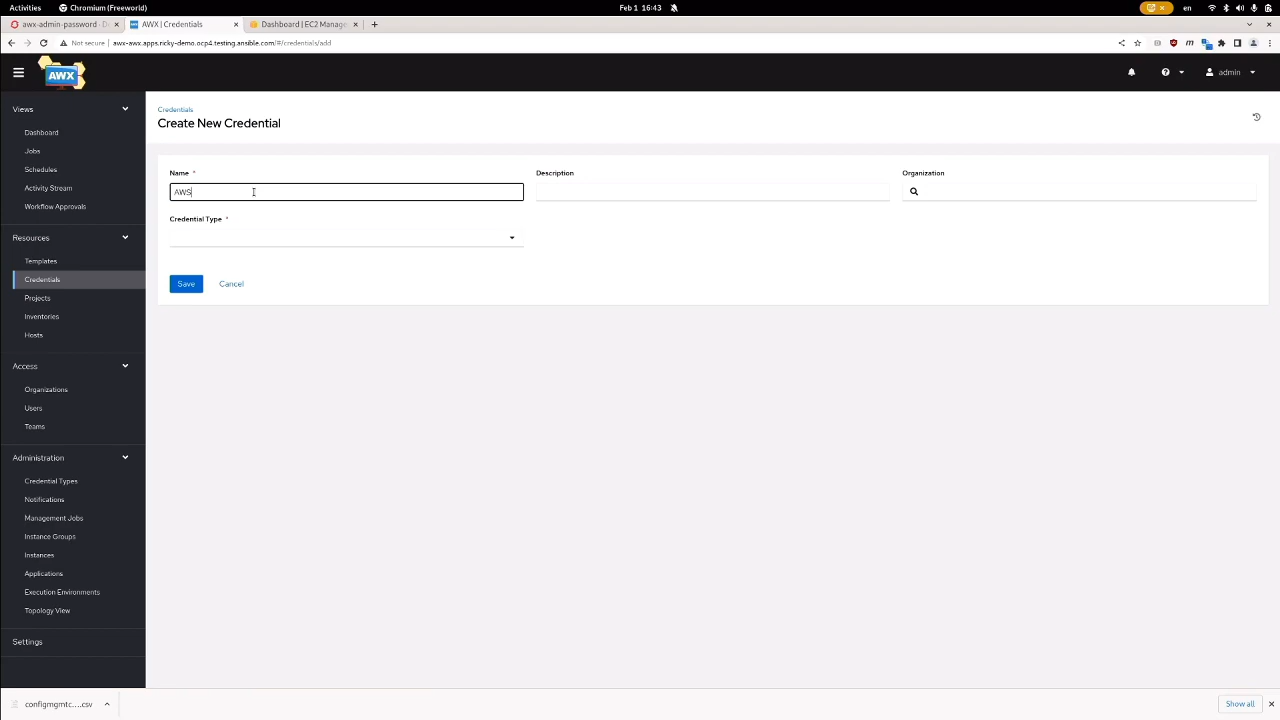 Activities
Chromium (Freeworld)
Feb 1 16:43
en
AWX | Credentials
Dashboard | EC2 Manage
Not secure
awx-awx.apps.ricky-demo.ocp4.testing.ansible.com/#/credentials/add
AWX
admin
Views
Dashboard
Jobs
Schedules
Activity Stream
Workflow Approvals
Resources
Templates
Credentials
Projects
Inventories
Hosts
Access
Organizations
Users
Teams
Administration
Credential Types
Notifications
Management Jobs
Instance Groups
Instances
Applications
Execution Environments
Topology View
Settings
Credentials
Create New Credential
Name *
AWS
Description
Organization
Credential Type *
Save
Cancel
configmgmtc....csv
Show all